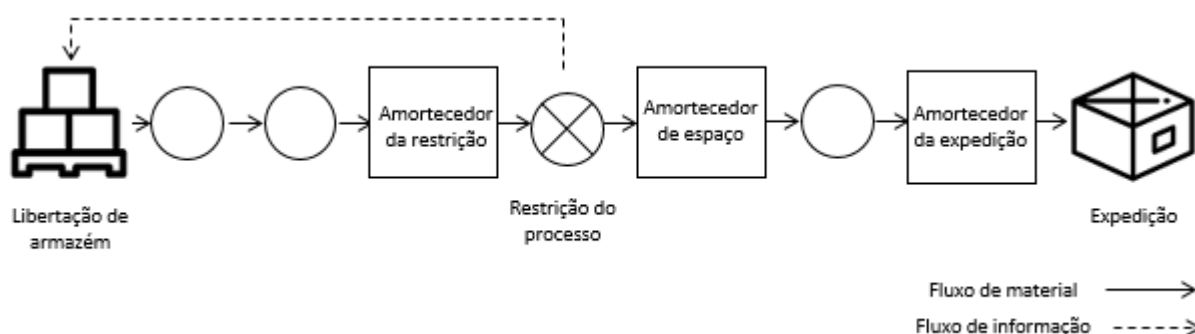 Amortecedor
da restrição
Amortecedor
de espaço
Amortecedor
da expedição
Libertação de
armazém
Restrição do
processo
Expedição
Fluxo de material
Fluxo de informação